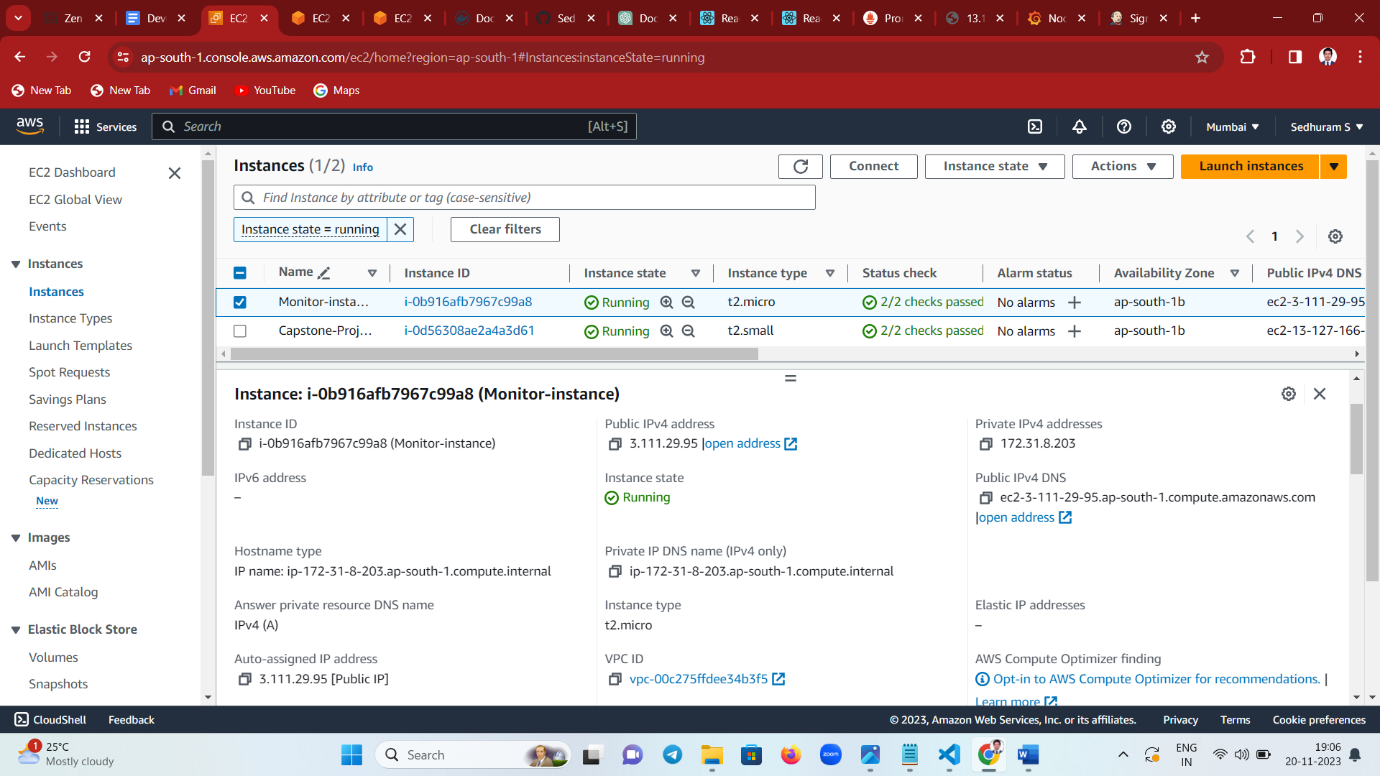 Zen Dev EC2 EC2 EC2 Doc Sed Doc Rea Rea Pro 13.1 Noc Sign
ap-south-1.console.aws.amazon.com/ec2/home?region=ap-south-1#Instances:instanceState=running
New Tab New Tab Gmail YouTube Maps
aws Services Search [Alt+S] Mumbai Sedhuram S
EC2 Dashboard
EC2 Global View
Events
Instances
Instances
Instance Types
Launch Templates
Spot Requests
Savings Plans
Reserved Instances
Dedicated Hosts
Capacity Reservations
New
Images
AMIs
AMI Catalog
Elastic Block Store
Volumes
Snapshots
Instances (1/2) Info Connect Instance state Actions Launch instances
Find Instance by attribute or tag (case-sensitive)
Instance state = running Clear filters 1
Name Instance ID Instance state Instance type Status check Alarm status Availability Zone Public IPv4 DNS
Monitor-insta... i-0b916afb7967c99a8 Running t2.micro 2/2 checks passed No alarms ap-south-1b ec2-3-111-29-95
Capstone-Proj... i-0d56308ae2a4a3d61 Running t2.small 2/2 checks passed No alarms ap-south-1b ec2-13-127-166-
Instance: i-0b916afb7967c99a8 (Monitor-instance)
Instance ID Public IPv4 address Private IPv4 addresses
i-0b916afb7967c99a8 (Monitor-instance) 3.111.29.95 |open address 172.31.8.203
IPv6 address Instance state Public IPv4 DNS
– Running ec2-3-111-29-95.ap-south-1.compute.amazonaws.com
|open address
Hostname type Private IP DNS name (IPv4 only)
IP name: ip-172-31-8-203.ap-south-1.compute.internal ip-172-31-8-203.ap-south-1.compute.internal
Answer private resource DNS name Instance type Elastic IP addresses
IPv4 (A) t2.micro –
Auto-assigned IP address VPC ID AWS Compute Optimizer finding
3.111.29.95 [Public IP] vpc-00c275ffdee34b3f5 Opt-in to AWS Compute Optimizer for recommendations. |
Learn more
CloudShell Feedback © 2023, Amazon Web Services, Inc. or its affiliates. Privacy Terms Cookie preferences
1 25°C
Mostly cloudy
Search
zoom
ENG
IN
19:06
20-11-2023